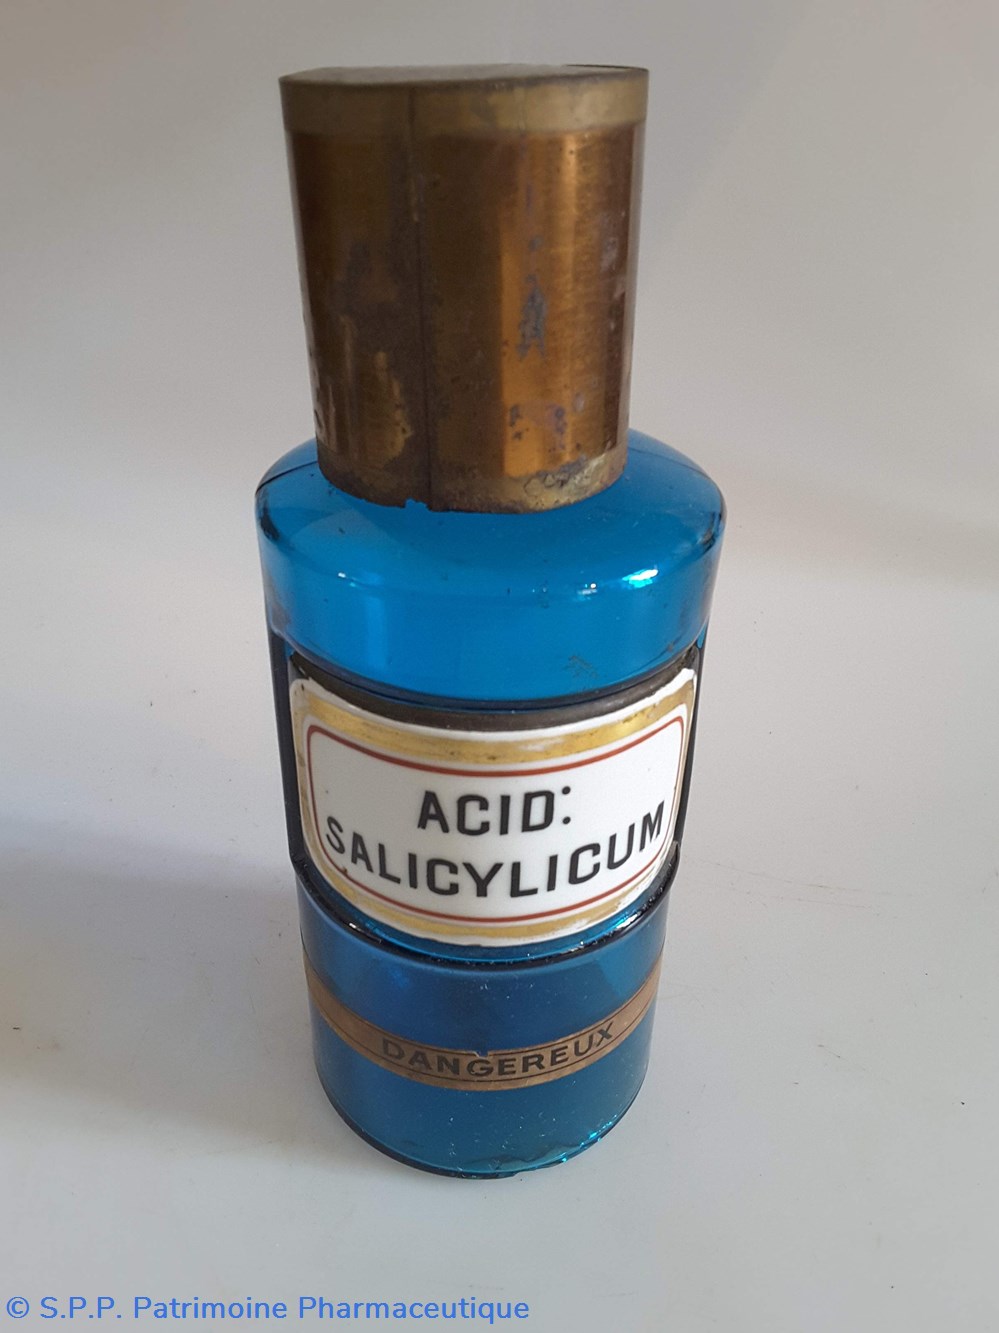 ACID:
SALICYLICUM
DANGEREUX
© S.P.P. Patrimoine Pharmaceutique